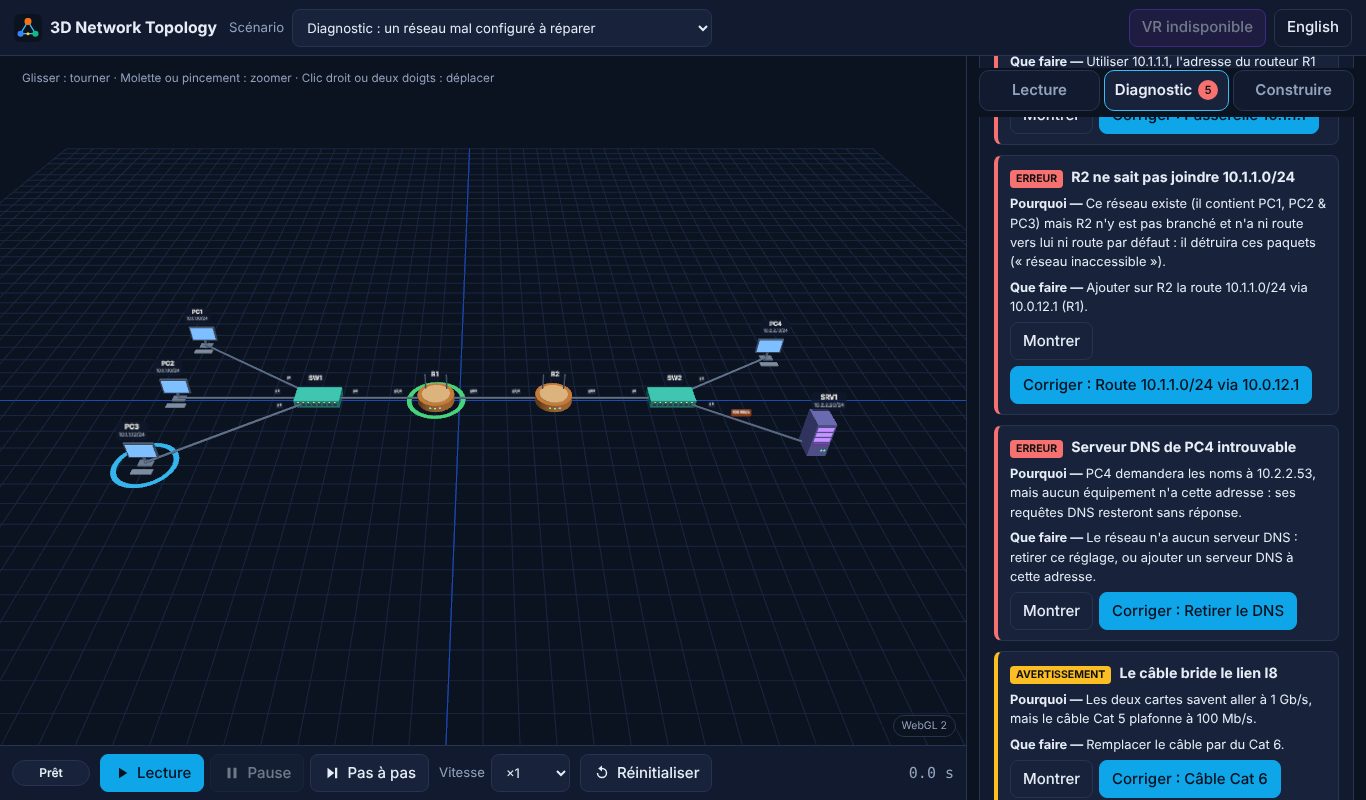 3D Network Topology
Scénario
Diagnostic : un réseau mal configuré à réparer
VR indisponible
English
Glisser : tourner · Molette ou pincement : zoomer · Clic droit ou deux doigts : déplacer
PC1
PC2
PC3
SW1
R1
R2
SW2
PC4
SRV1
WebGL 2
Que faire — Utiliser 10.1.1.1, l'adresse du routeur R1
Lecture
Diagnostic 5
Construire
Montrer
Corriger : Passerelle 10.1.1.1
ERREUR R2 ne sait pas joindre 10.1.1.0/24
Pourquoi — Ce réseau existe (il contient PC1, PC2 &
PC3) mais R2 n'y est pas branché et n'a ni route
vers lui ni route par défaut : il détruira ces paquets
(« réseau inaccessible »).
Que faire — Ajouter sur R2 la route 10.1.1.0/24 via
10.0.12.1 (R1).
Montrer
Corriger : Route 10.1.1.0/24 via 10.0.12.1
ERREUR Serveur DNS de PC4 introuvable
Pourquoi — PC4 demandera les noms à 10.2.2.53,
mais aucun équipement n'a cette adresse : ses
requêtes DNS resteront sans réponse.
Que faire — Le réseau n'a aucun serveur DNS :
retirer ce réglage, ou ajouter un serveur DNS à
cette adresse.
Montrer
Corriger : Retirer le DNS
AVERTISSEMENT Le câble bride le lien l8
Pourquoi — Les deux cartes savent aller à 1 Gb/s,
mais le câble Cat 5 plafonne à 100 Mb/s.
Que faire — Remplacer le câble par du Cat 6.
Montrer
Corriger : Câble Cat 6
Prêt
Lecture
Pause
Pas à pas
Vitesse
×1
Réinitialiser
0.0 s